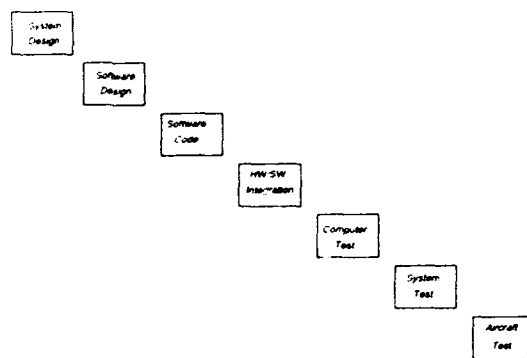 System
Design
Software
Design
Software
Code
HW/SW
Integration
Computer
Test
System
Test
Aircraft
Test